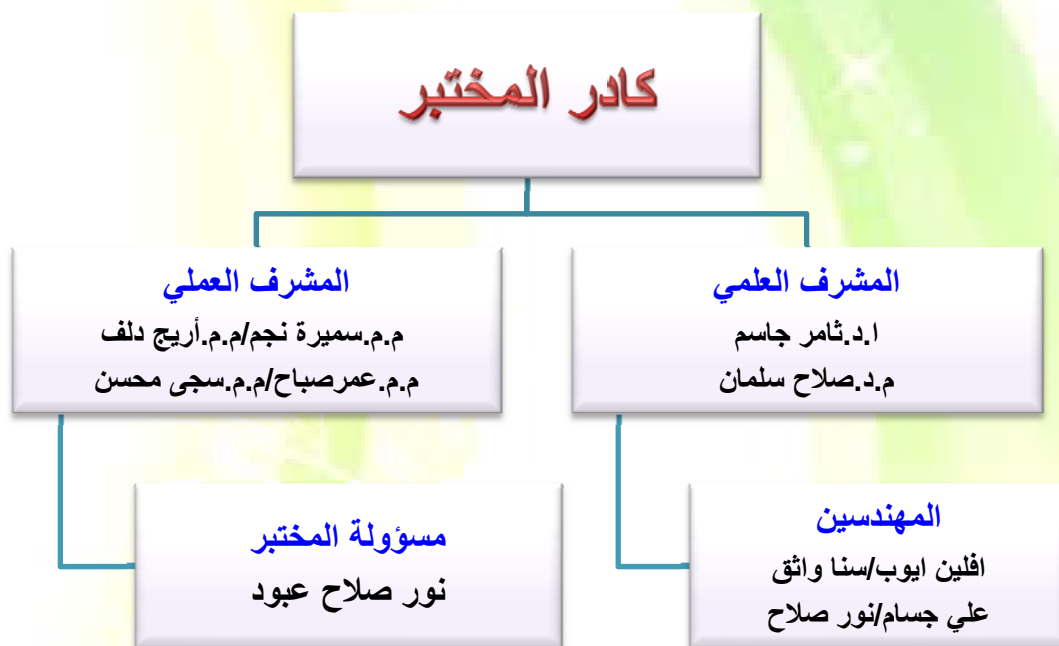 كادر المختبر
المشرف العلمي
ا.د.ثامر جاسم
م.د.صلاح سلمان
المشرف العملي
م.م.سميرة نجم/م.م.أريج دلف
م.م.عمرصباح/م.م.سجى محسن
المهندسين
افلين ايوب/سنا واثق
علي جسام/نور صلاح
مسؤولة المختبر
نور صلاح عبود